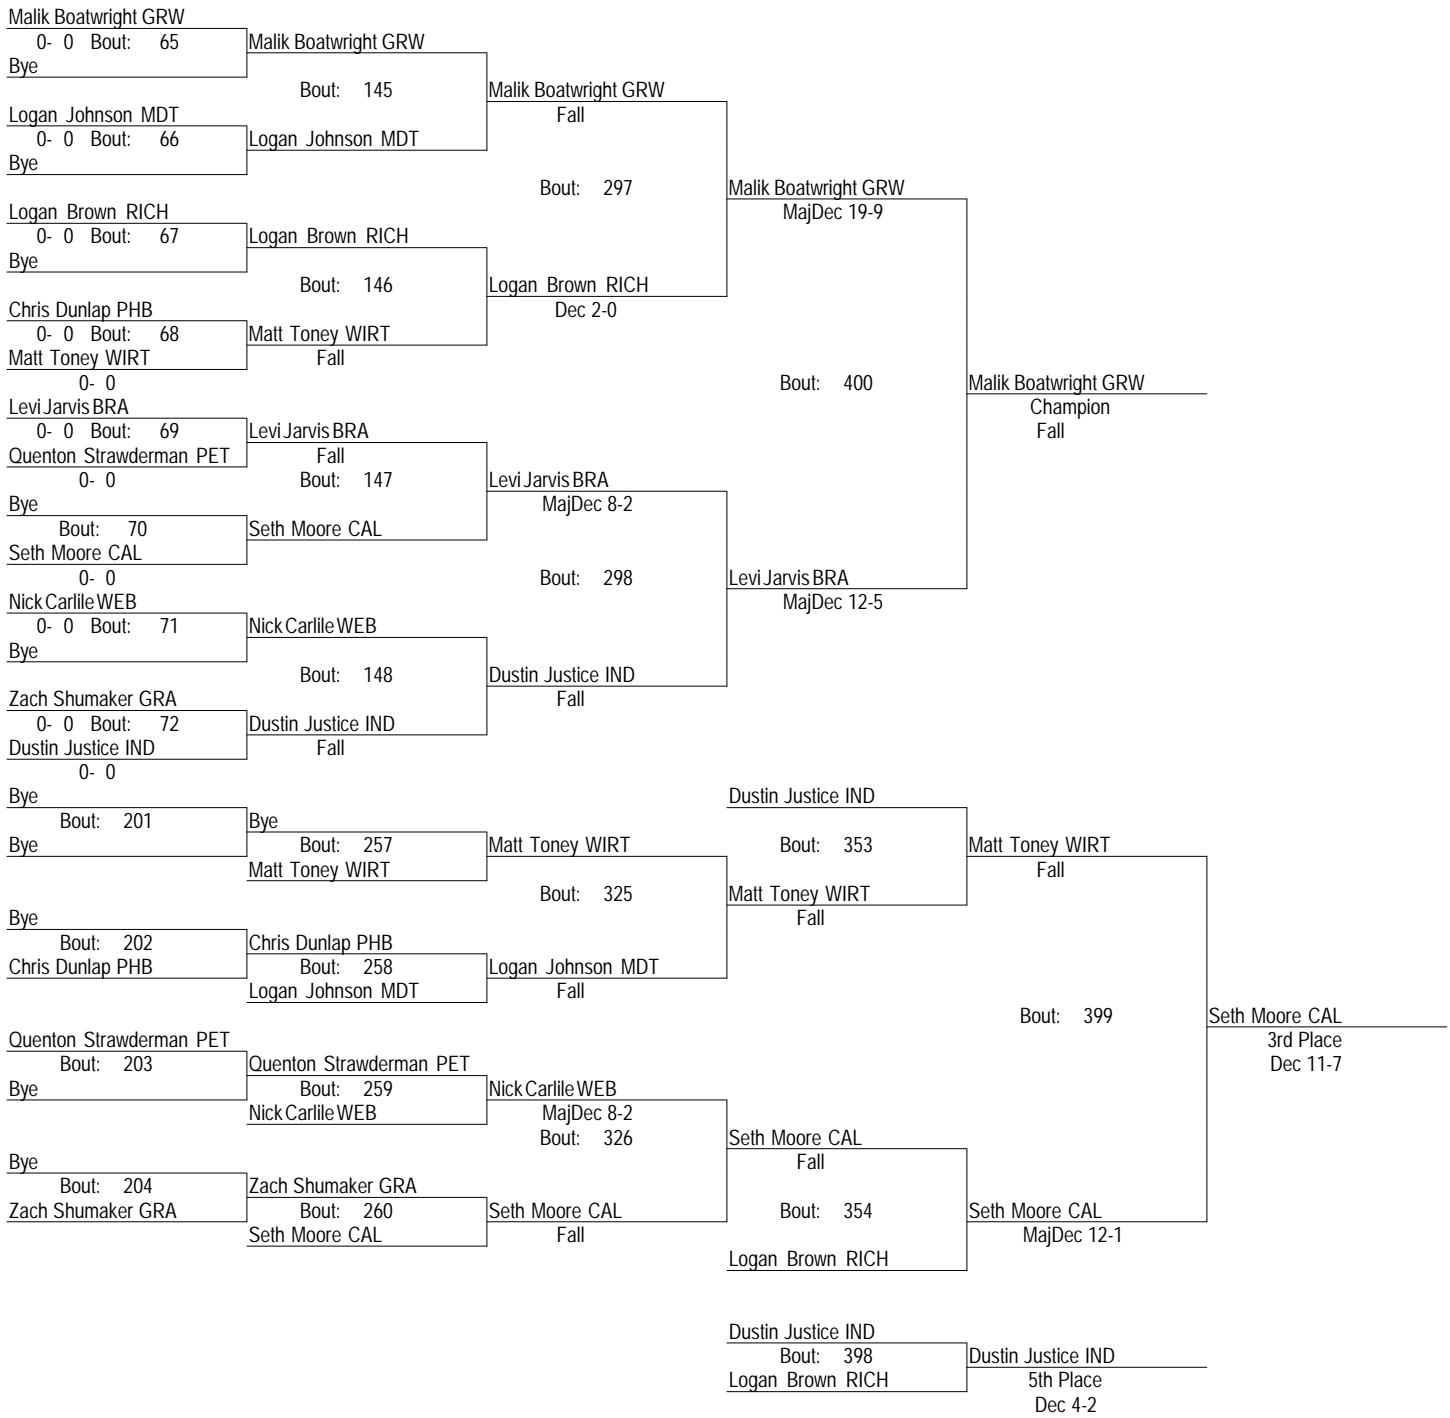 Malik Boatwright GRW
0- 0 Bout: 65 Malik Boatwright GRW
Bye
Bout: 145 Malik Boatwright GRW
Logan Johnson MDT Fall
0- 0 Bout: 66 Logan Johnson MDT
Bye
Bout: 297 Malik Boatwright GRW
Logan Brown RICH MajDec 19-9
0- 0 Bout: 67 Logan Brown RICH
Bye
Bout: 146 Logan Brown RICH
Chris Dunlap PHB Dec 2-0
0- 0 Bout: 68 Matt Toney WIRT
Matt Toney WIRT Fall
0- 0 Bout: 400 Malik Boatwright GRW
Levi Jarvis BRA Champion
0- 0 Bout: 69 Levi Jarvis BRA Fall
Quenton Strawderman PET Fall
0- 0 Bout: 147 Levi Jarvis BRA
Bye MajDec 8-2
Bout: 70 Seth Moore CAL
Seth Moore CAL
0- 0 Bout: 298 Levi Jarvis BRA
Nick Carlile WEB MajDec 12-5
0- 0 Bout: 71 Nick Carlile WEB
Bye
Bout: 148 Dustin Justice IND
Zach Shumaker GRA Fall
0- 0 Bout: 72 Dustin Justice IND
Dustin Justice IND Fall
0- 0
Bye Dustin Justice IND
Bout: 201 Bye
Bye Bout: 257 Matt Toney WIRT Bout: 353 Matt Toney WIRT
Matt Toney WIRT Fall
Bout: 325 Matt Toney WIRT
Bye Fall
Bout: 202 Chris Dunlap PHB
Chris Dunlap PHB Bout: 258 Logan Johnson MDT
Logan Johnson MDT Fall
Bout: 399 Seth Moore CAL
Quenton Strawderman PET 3rd Place
Bout: 203 Quenton Strawderman PET Dec 11-7
Bye Bout: 259 Nick Carlile WEB
Nick Carlile WEB MajDec 8-2
Bout: 326 Seth Moore CAL
Bye Fall
Bout: 204 Zach Shumaker GRA
Zach Shumaker GRA Bout: 260 Seth Moore CAL Bout: 354 Seth Moore CAL
Seth Moore CAL Fall MajDec 12-1
Logan Brown RICH
Dustin Justice IND
Bout: 398 Dustin Justice IND
Logan Brown RICH 5th Place
Dec 4-2